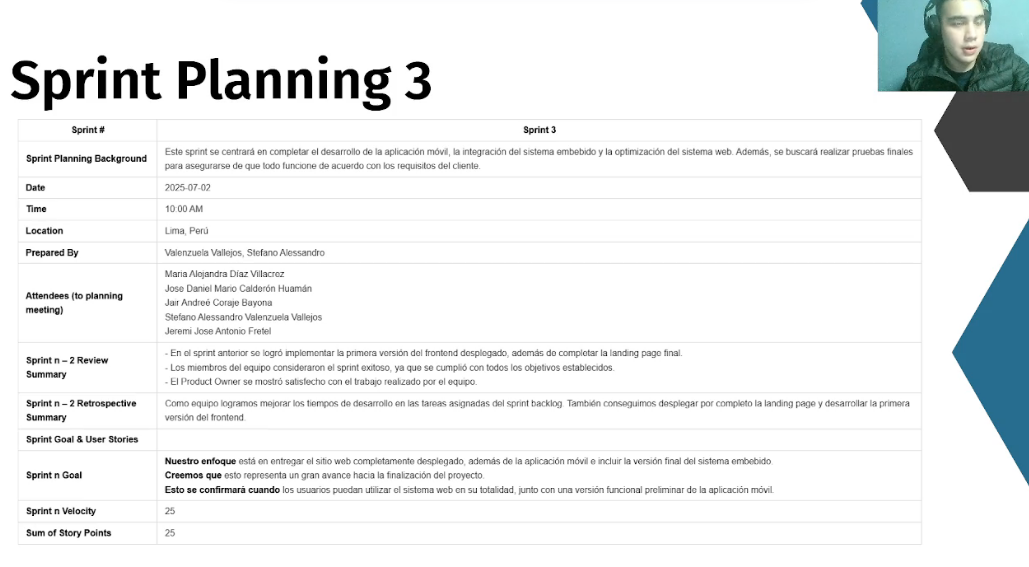 Sprint Planning 3
Sprint # Sprint 3
Sprint Planning Background Este sprint se centrará en completar el desarrollo de la aplicación móvil, la integración del sistema embebido y la optimización del sistema web. Además, se buscará realizar pruebas finales
para asegurarse de que todo funcione de acuerdo con los requisitos del cliente.
Date 2025-07-02
Time 10:00 AM
Location Lima, Perú
Prepared By Valenzuela Vallejos, Stefano Alessandro
Attendees (to planning
meeting)
Maria Alejandra Díaz Villacrez
Jose Daniel Mario Calderón Huamán
Jair Andreé Coraje Bayona
Stefano Alessandro Valenzuela Vallejos
Jeremi Jose Antonio Fretel
Sprint n – 2 Review
Summary
- En el sprint anterior se logró implementar la primera versión del frontend desplegado, además de completar la landing page final.
- Los miembros del equipo consideraron el sprint exitoso, ya que se cumplió con todos los objetivos establecidos.
- El Product Owner se mostró satisfecho con el trabajo realizado por el equipo.
Sprint n – 2 Retrospective
Summary
Como equipo logramos mejorar los tiempos de desarrollo en las tareas asignadas del sprint backlog. También conseguimos desplegar por completo la landing page y desarrollar la primera
versión del frontend.
Sprint Goal & User Stories
Sprint n Goal
Nuestro enfoque está en entregar el sitio web completamente desplegado, además de la aplicación móvil e incluir la versión final del sistema embebido.
Creemos que esto representa un gran avance hacia la finalización del proyecto.
Esto se confirmará cuando los usuarios puedan utilizar el sistema web en su totalidad, junto con una versión funcional preliminar de la aplicación móvil.
Sprint n Velocity 25
Sum of Story Points 25